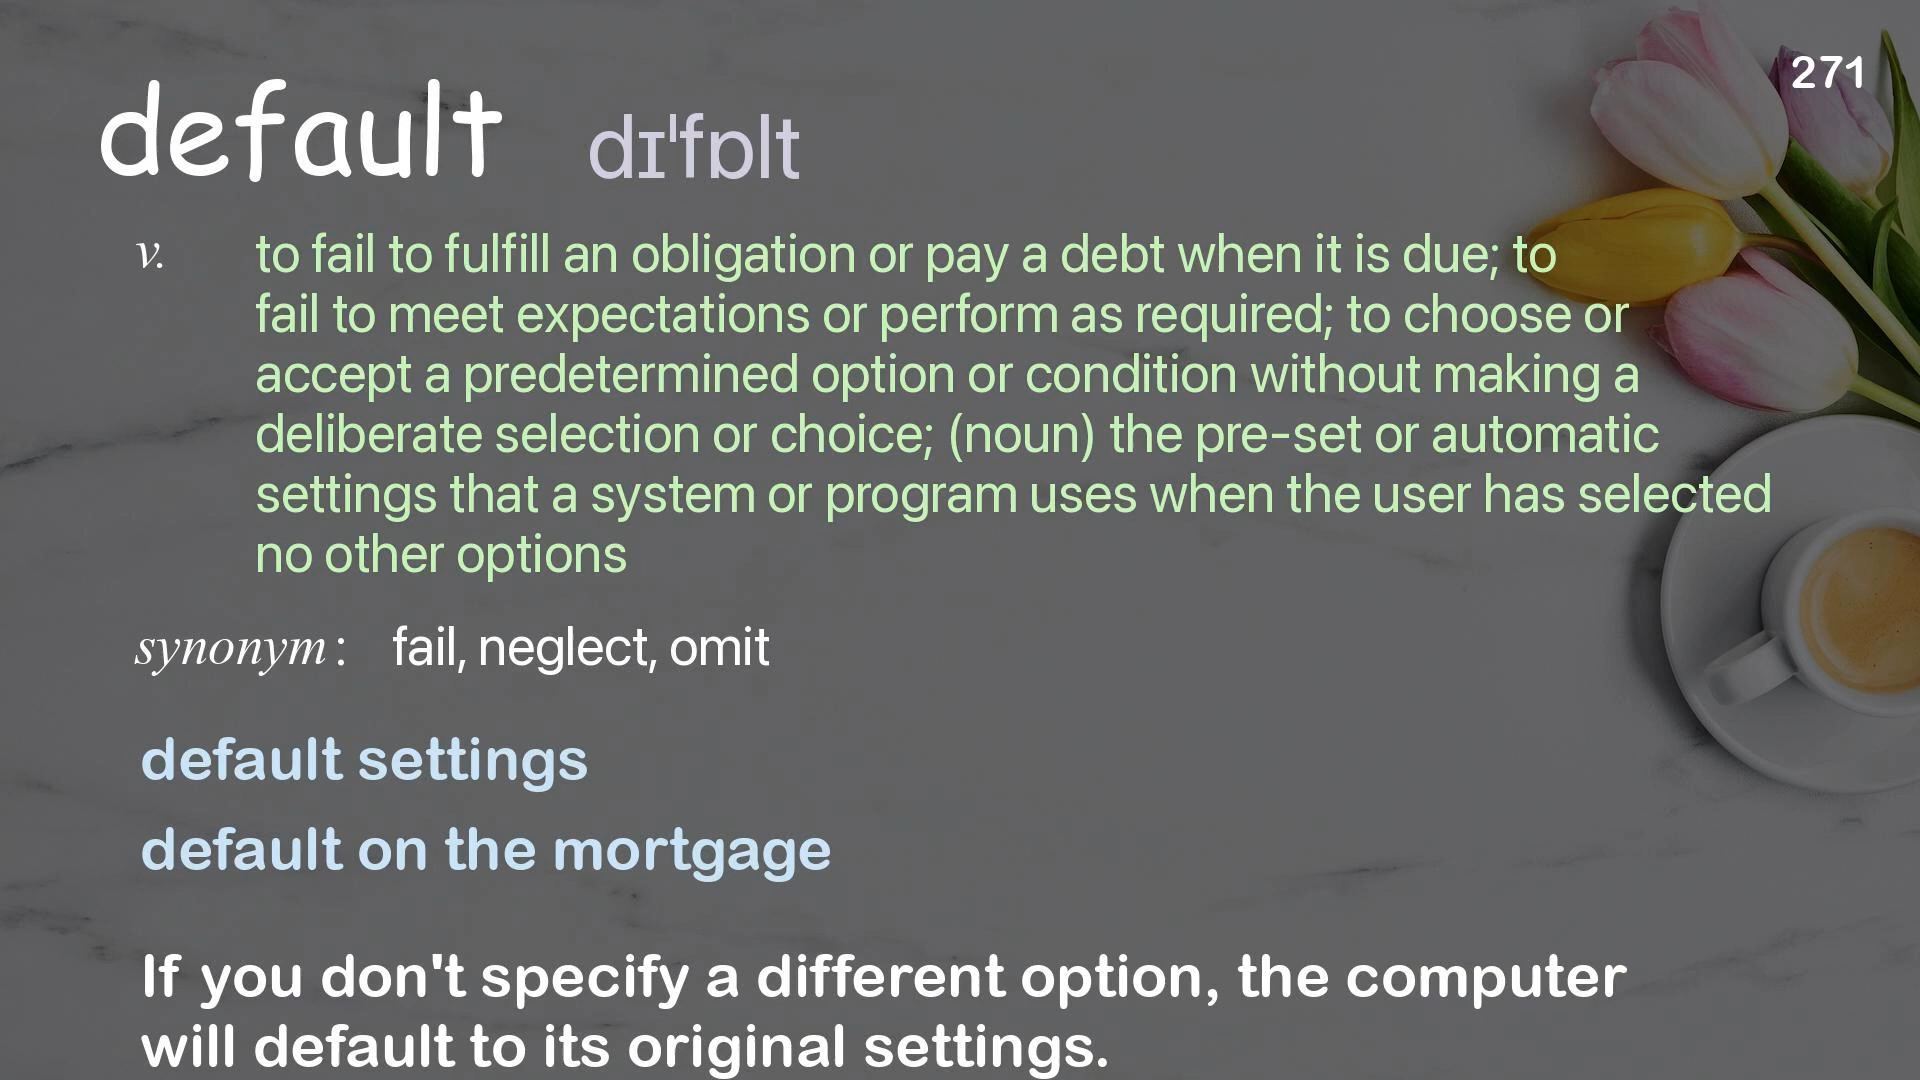 271
default dɪˈfɒlt
v. to fail to fulfill an obligation or pay a debt when it is due; to
fail to meet expectations or perform as required; to choose or
accept a predetermined option or condition without making a
deliberate selection or choice; (noun) the pre-set or automatic
settings that a system or program uses when the user has selected
no other options
synonym: fail, neglect, omit
default settings
default on the mortgage
If you don't specify a different option, the computer
will default to its original settings.